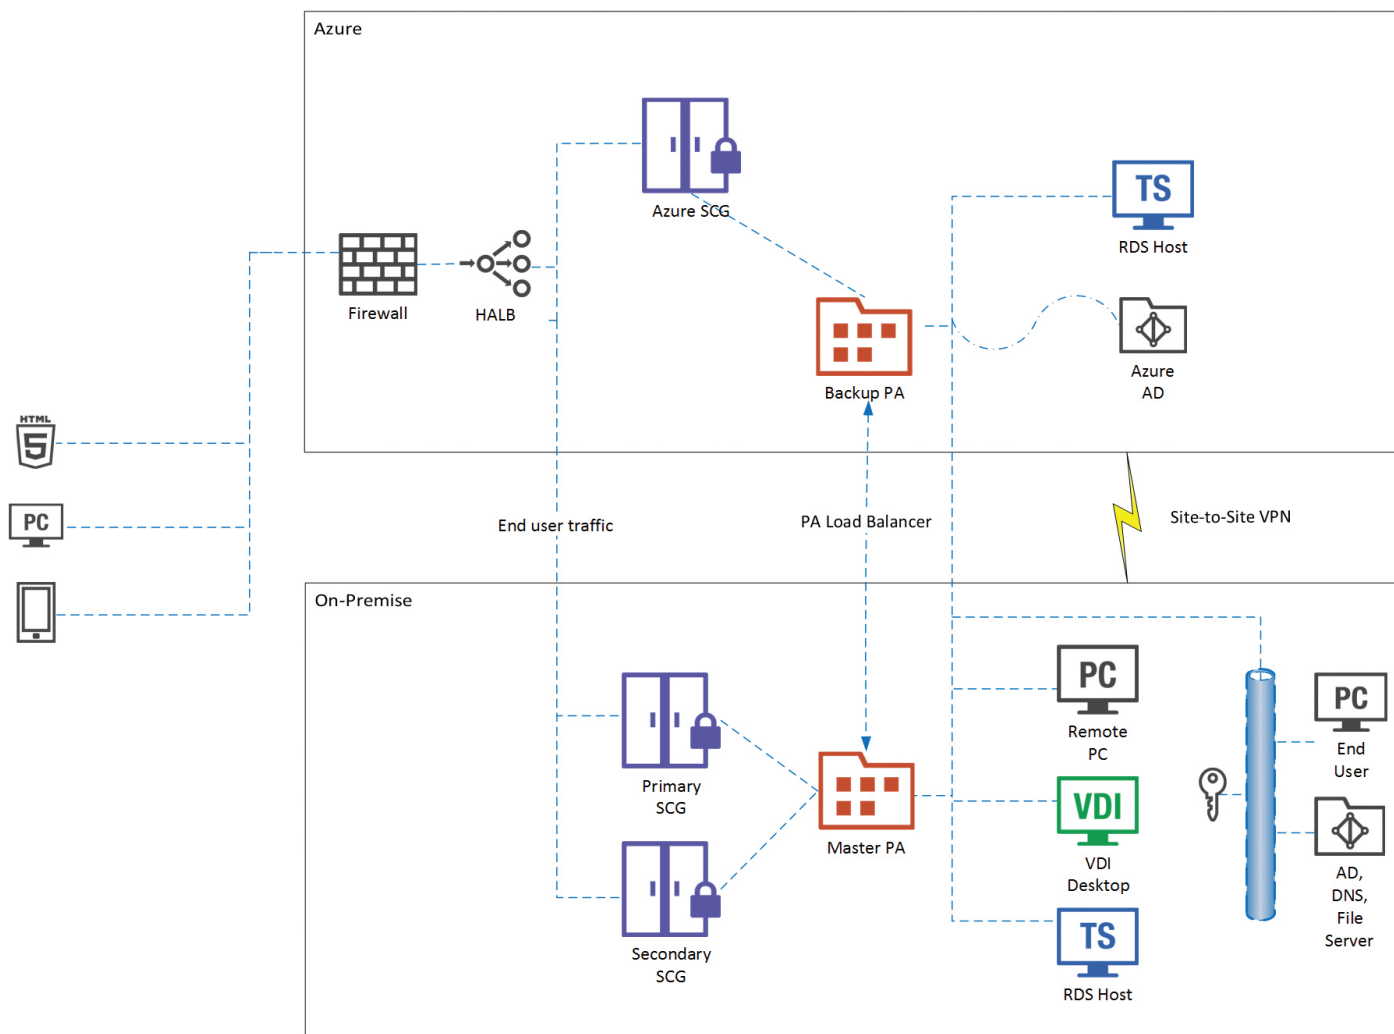 Azure
Azure SCG
TS
RDS Host
Firewall
HALB
Backup PA
Azure
AD
HTML
5
PC
End user traffic
PA Load Balancer
Site-to-Site VPN
On-Premise
Primary
SCG
Secondary
SCG
Master PA
PC
Remote
PC
VDI
VDI
Desktop
TS
RDS Host
PC
End
User
AD,
DNS,
File
Server